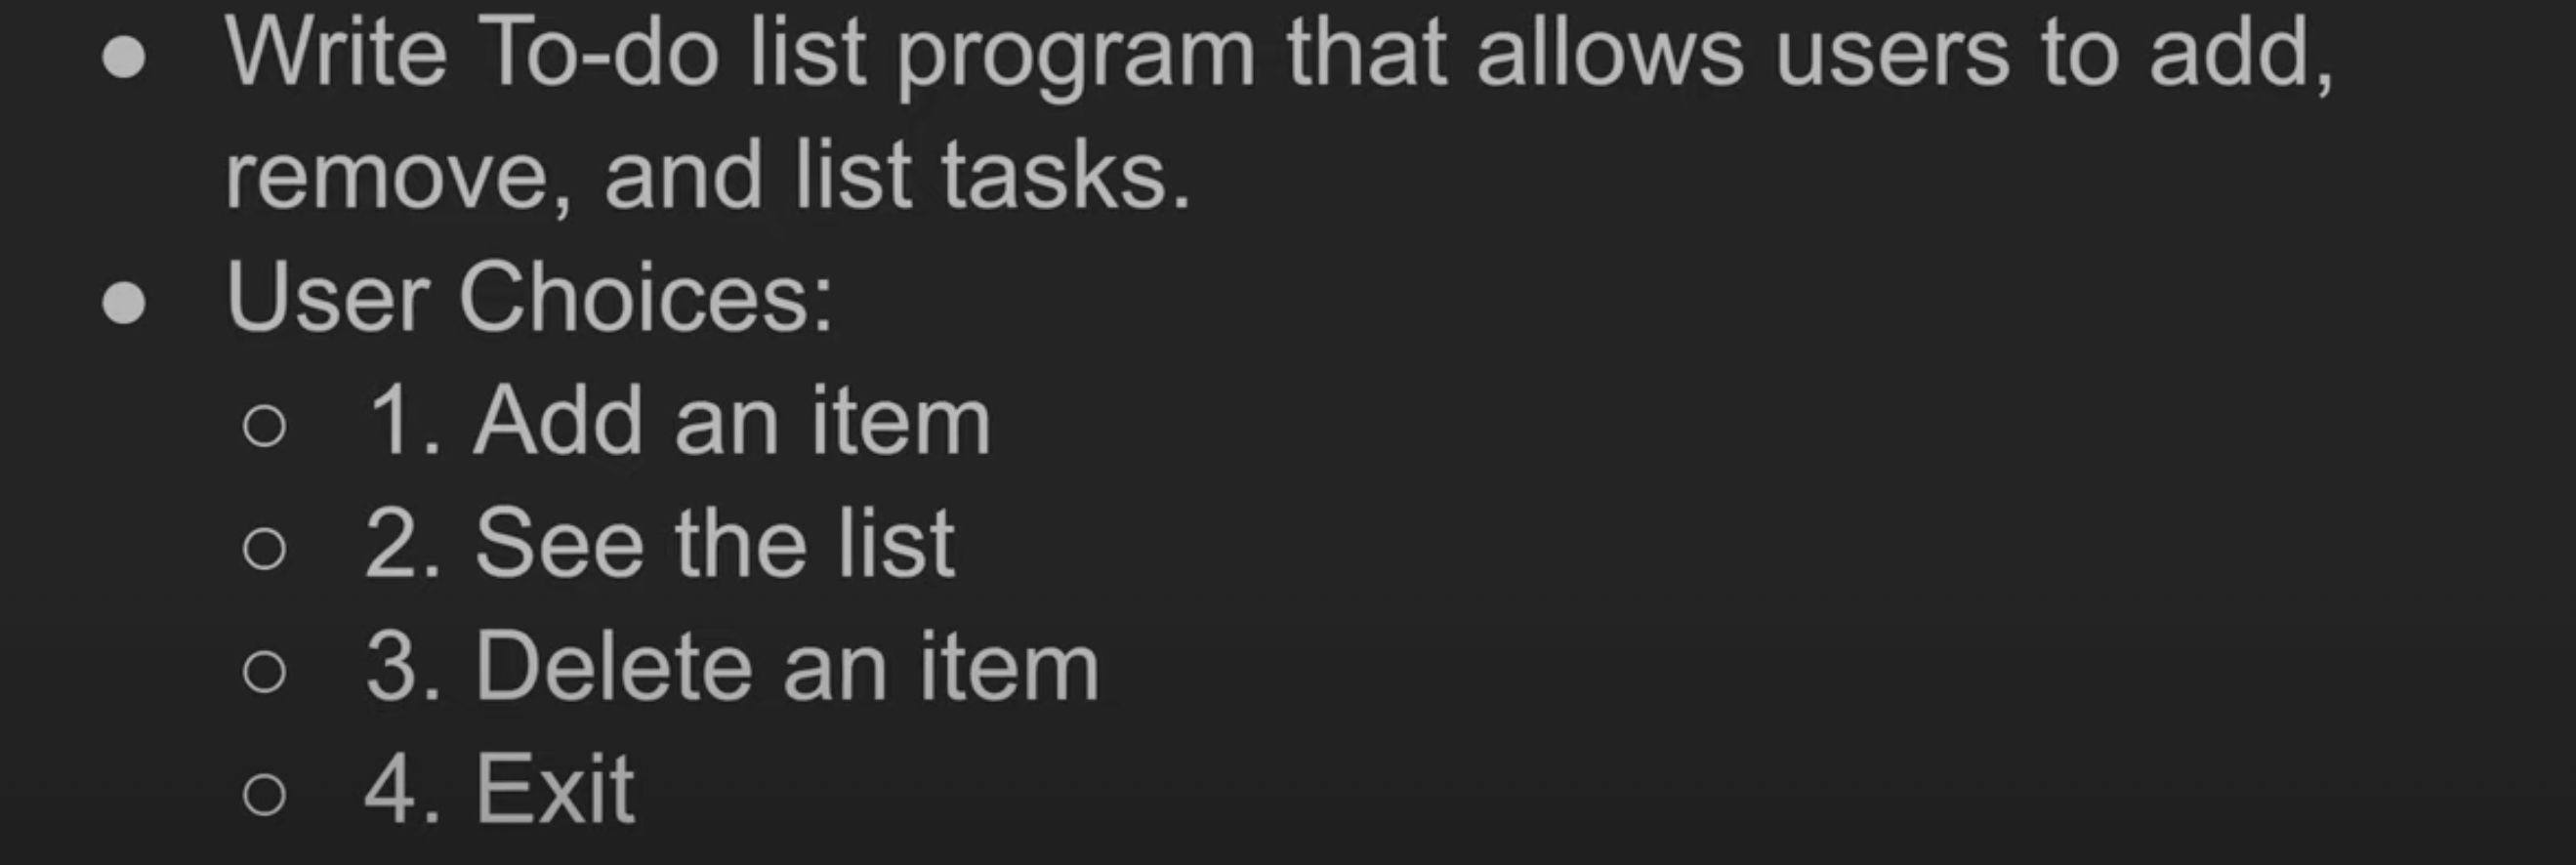 ● Write To-do list program that allows users to add,
remove, and list tasks.
● User Choices:
○ 1. Add an item
○ 2. See the list
○ 3. Delete an item
○ 4. Exit